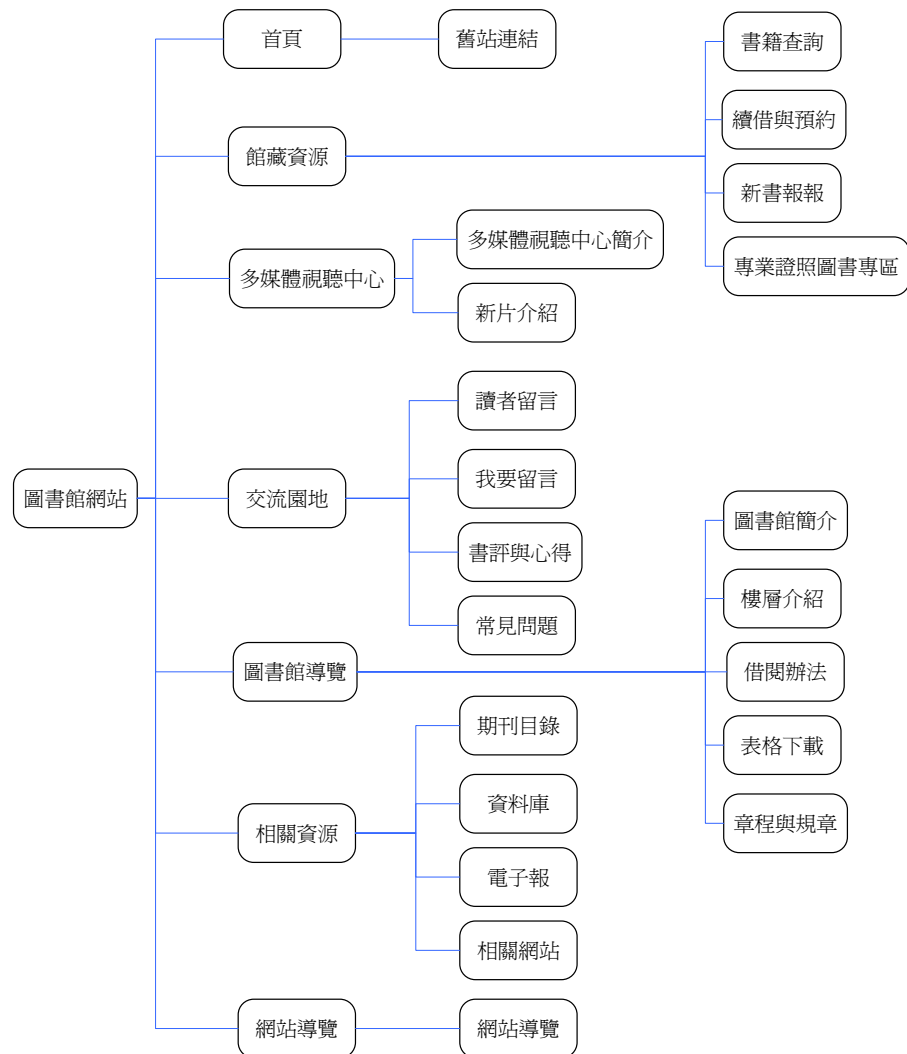 圖書館網站
首頁
舊站連結
館藏資源
書籍查詢
續借與預約
新書報報
專業證照圖書專區
多媒體視聽中心
多媒體視聽中心簡介
新片介紹
交流園地
讀者留言
我要留言
書評與心得
常見問題
圖書館導覽
圖書館簡介
樓層介紹
借閱辦法
表格下載
章程與規章
相關資源
期刊目錄
資料庫
電子報
相關網站
網站導覽
網站導覽